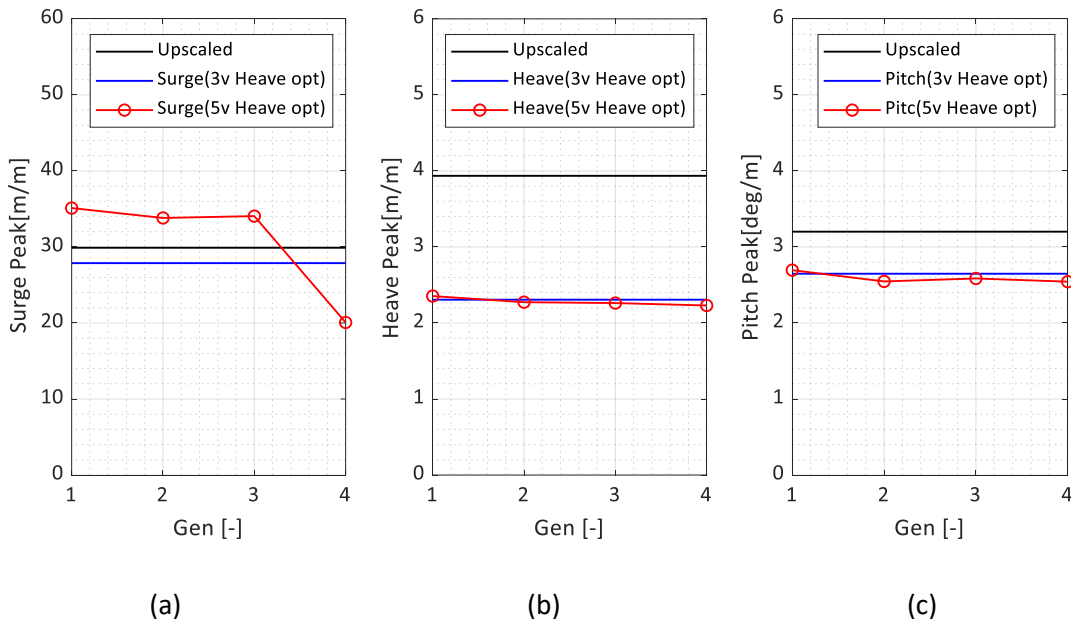 60
50
40
30
20
10
0
1
2
3
4
Surge Peak[m/m]
Gen [-]
Upscaled
Surge(3v Heave opt)
Surge(5v Heave opt)
(a)
6
5
4
3
2
1
0
1
2
3
4
Heave Peak[m/m]
Gen [-]
Upscaled
Heave(3v Heave opt)
Heave(5v Heave opt)
(b)
6
5
4
3
2
1
0
1
2
3
4
Pitch Peak[deg/m]
Gen [-]
Upscaled
Pitch(3v Heave opt)
Pitc(5v Heave opt)
(c)